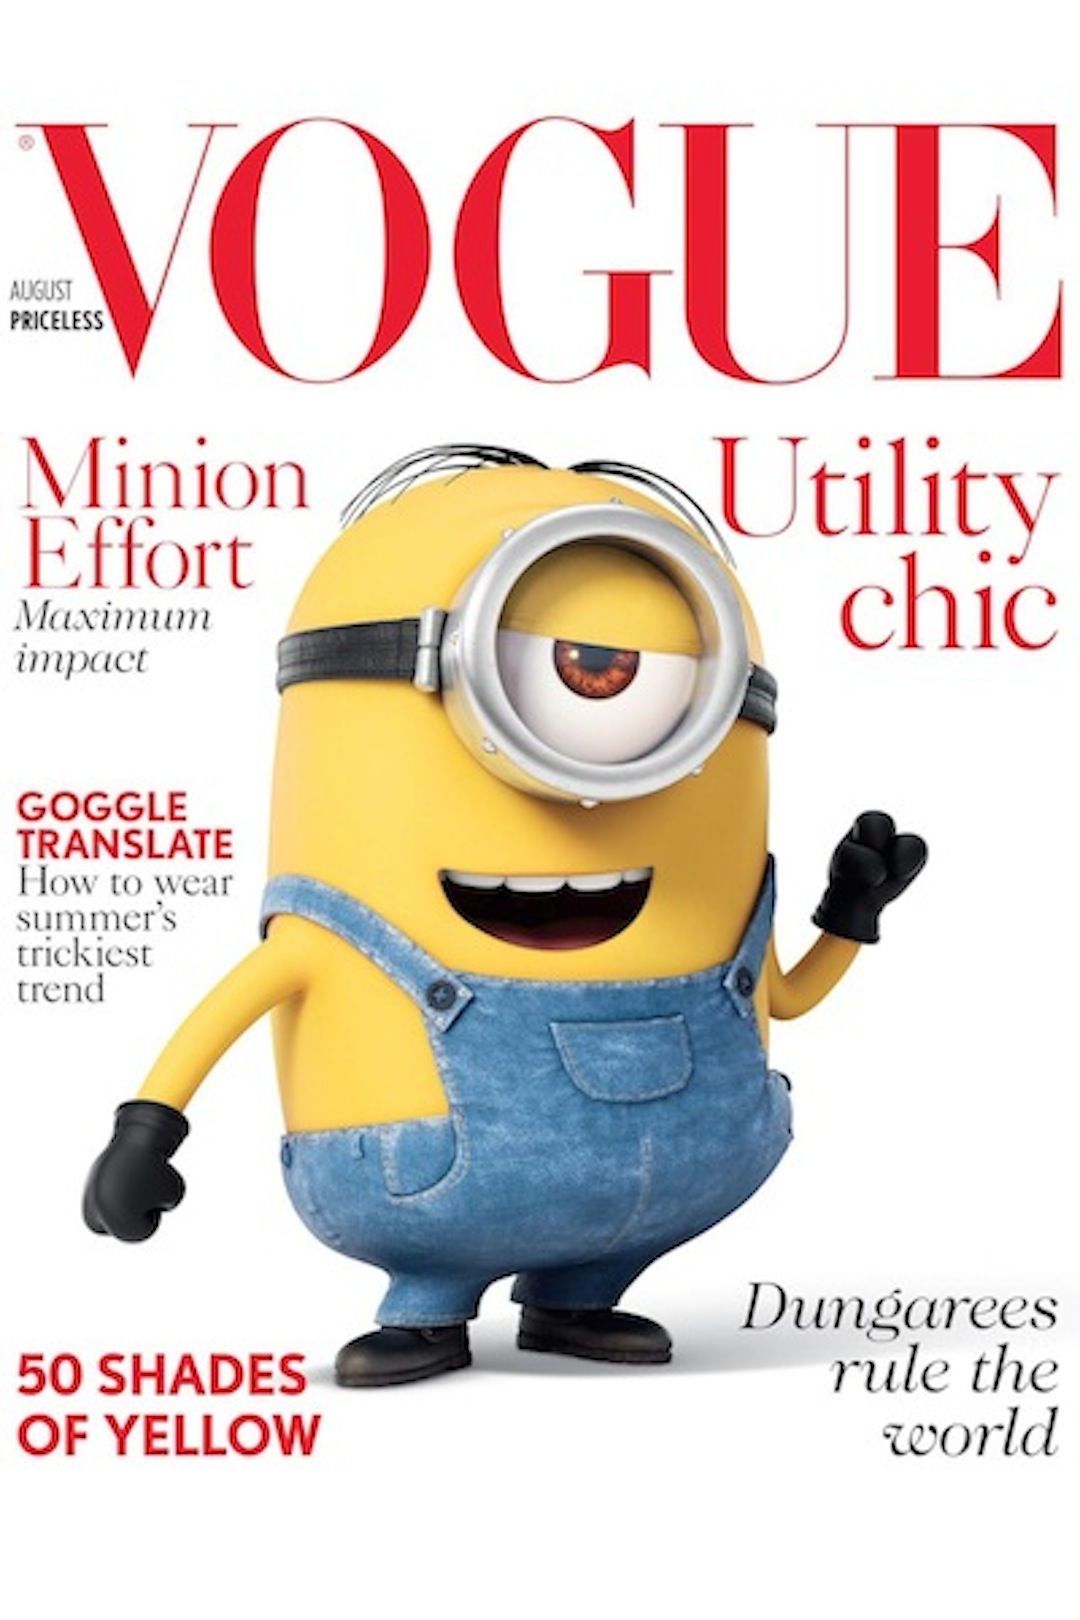 VOGUE
®
AUGUST
PRICELESS
Minion
Effort
Maximum
impact
Utility
chic
GOGGLE
TRANSLATE
How to wear
summer's
trickiest
trend
50 SHADES
OF YELLOW
Dungarees
rule the
world